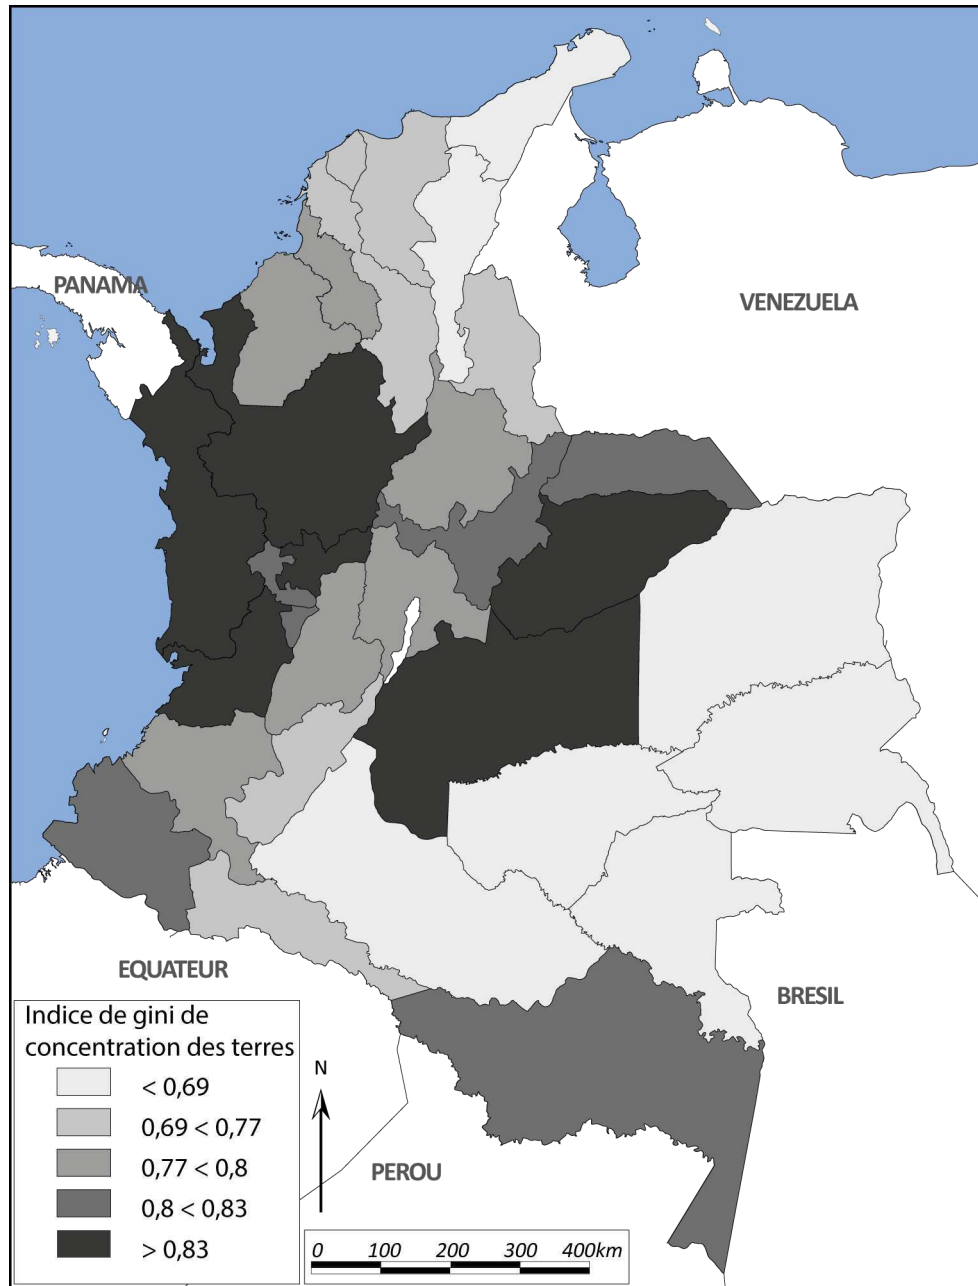 PANAMA
VENEZUELA
EQUATEUR
BRESIL
PEROU
Indice de gini de
concentration des terres
< 0,69
0,69 < 0,77
0,77 < 0,8
0,8 < 0,83
> 0,83
N
0 100 200 300 400km